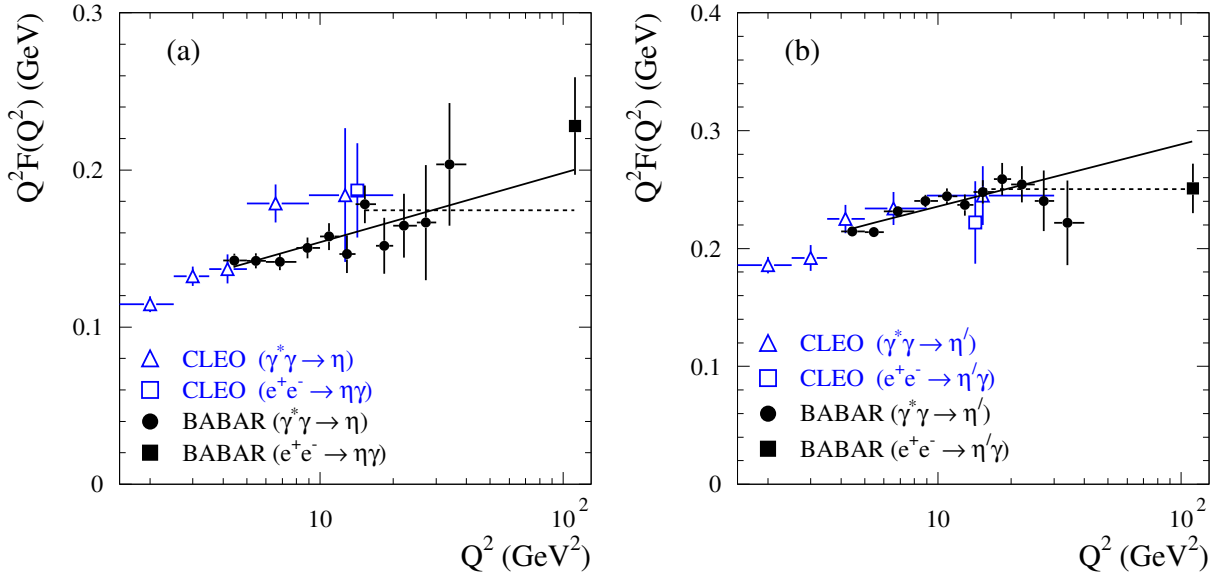 (a)
Q²F(Q²) (GeV)
0.3
0.2
0.1
0
CLEO (γ*γ → η)
CLEO (e⁺e⁻ → ηγ)
BABAR (γ*γ → η)
BABAR (e⁺e⁻ → ηγ)
10
10²
Q² (GeV²)
(b)
Q²F(Q²) (GeV)
0.4
0.3
0.2
0.1
0
CLEO (γ*γ → η′)
CLEO (e⁺e⁻ → η′γ)
BABAR (γ*γ → η′)
BABAR (e⁺e⁻ → η′γ)
10
10²
Q² (GeV²)